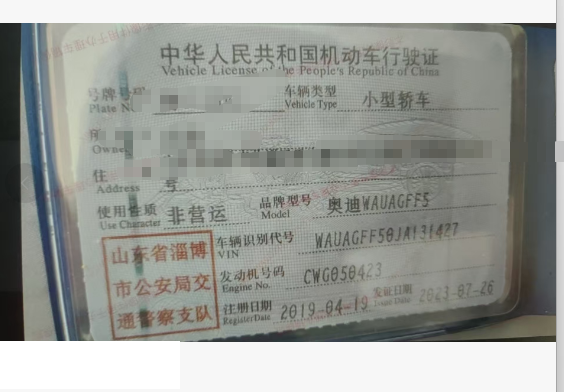 中华人民共和国机动车行驶证
Vehicle License of the People's Republic of China
号牌号码 车辆类型 小型轿车
Plate No. Vehicle Type
Owner
住
Address 号
使用性质 非营运 品牌型号 奥迪WAUAGFF5
Use Character Model
山东省淄博
市公安局交
通警察支队
车辆识别代号 WAUAGFF50JA131427
VIN
发动机号码 CWG050423
Engine No.
注册日期 2019-04-19 发证日期 2023-07-26
Register Date Issue Date